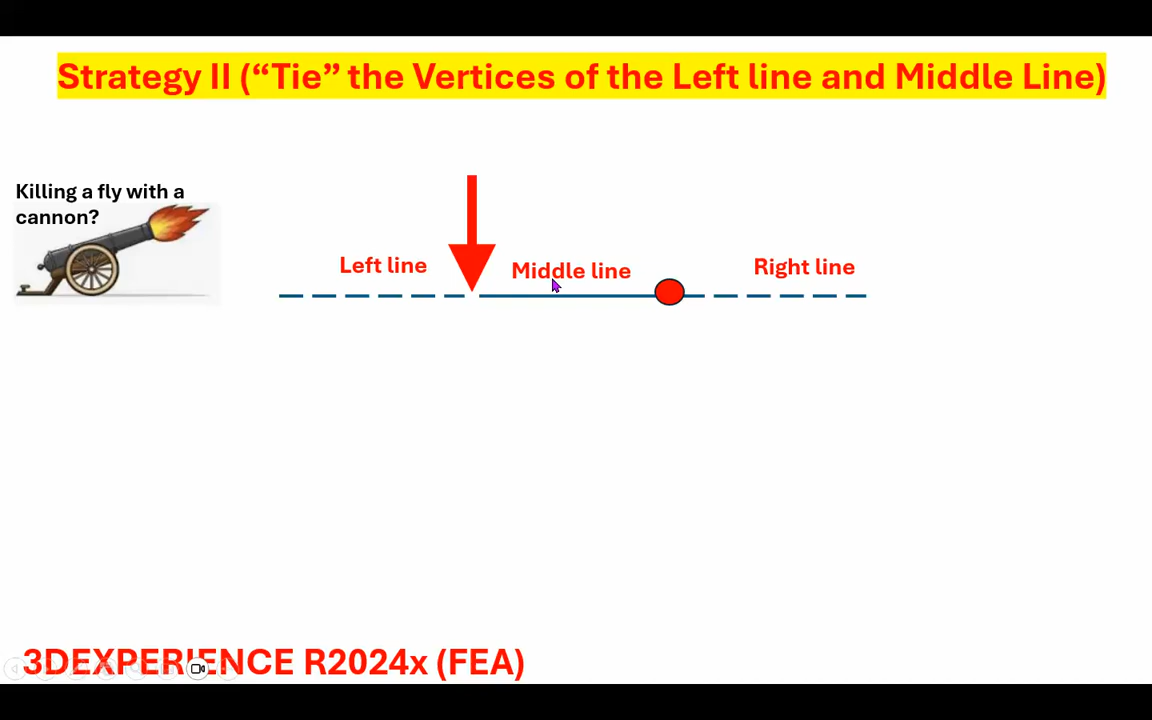 Strategy II (“Tie” the Vertices of the Left line and Middle Line)
Killing a fly with a
cannon?
Left line
Middle line
Right line
3DEXPERIENCE R2024x (FEA)